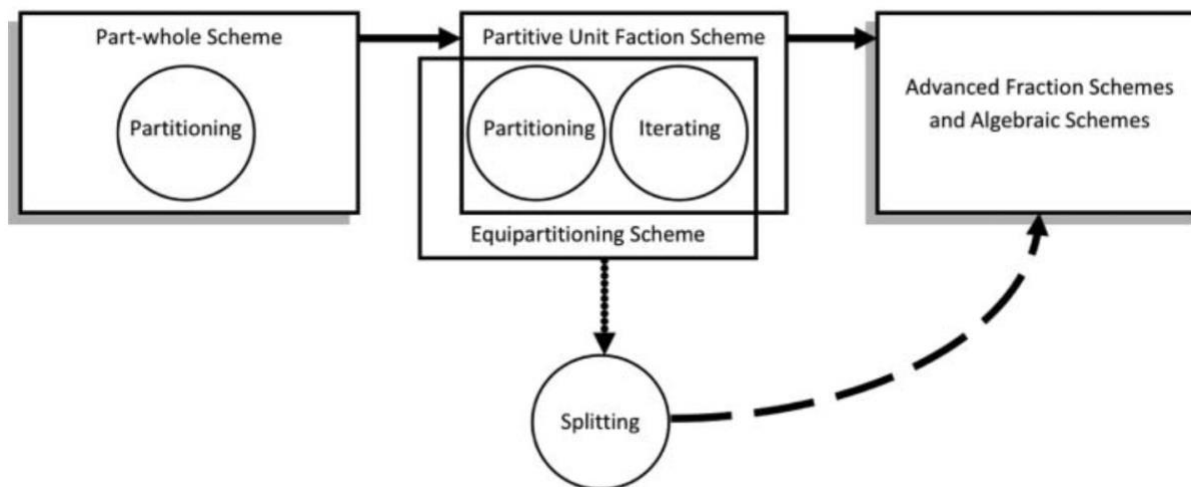 Part-whole Scheme
Partitioning
Partitive Unit Faction Scheme
Partitioning
Iterating
Equipartitioning Scheme
Advanced Fraction Schemes
and Algebraic Schemes
Splitting